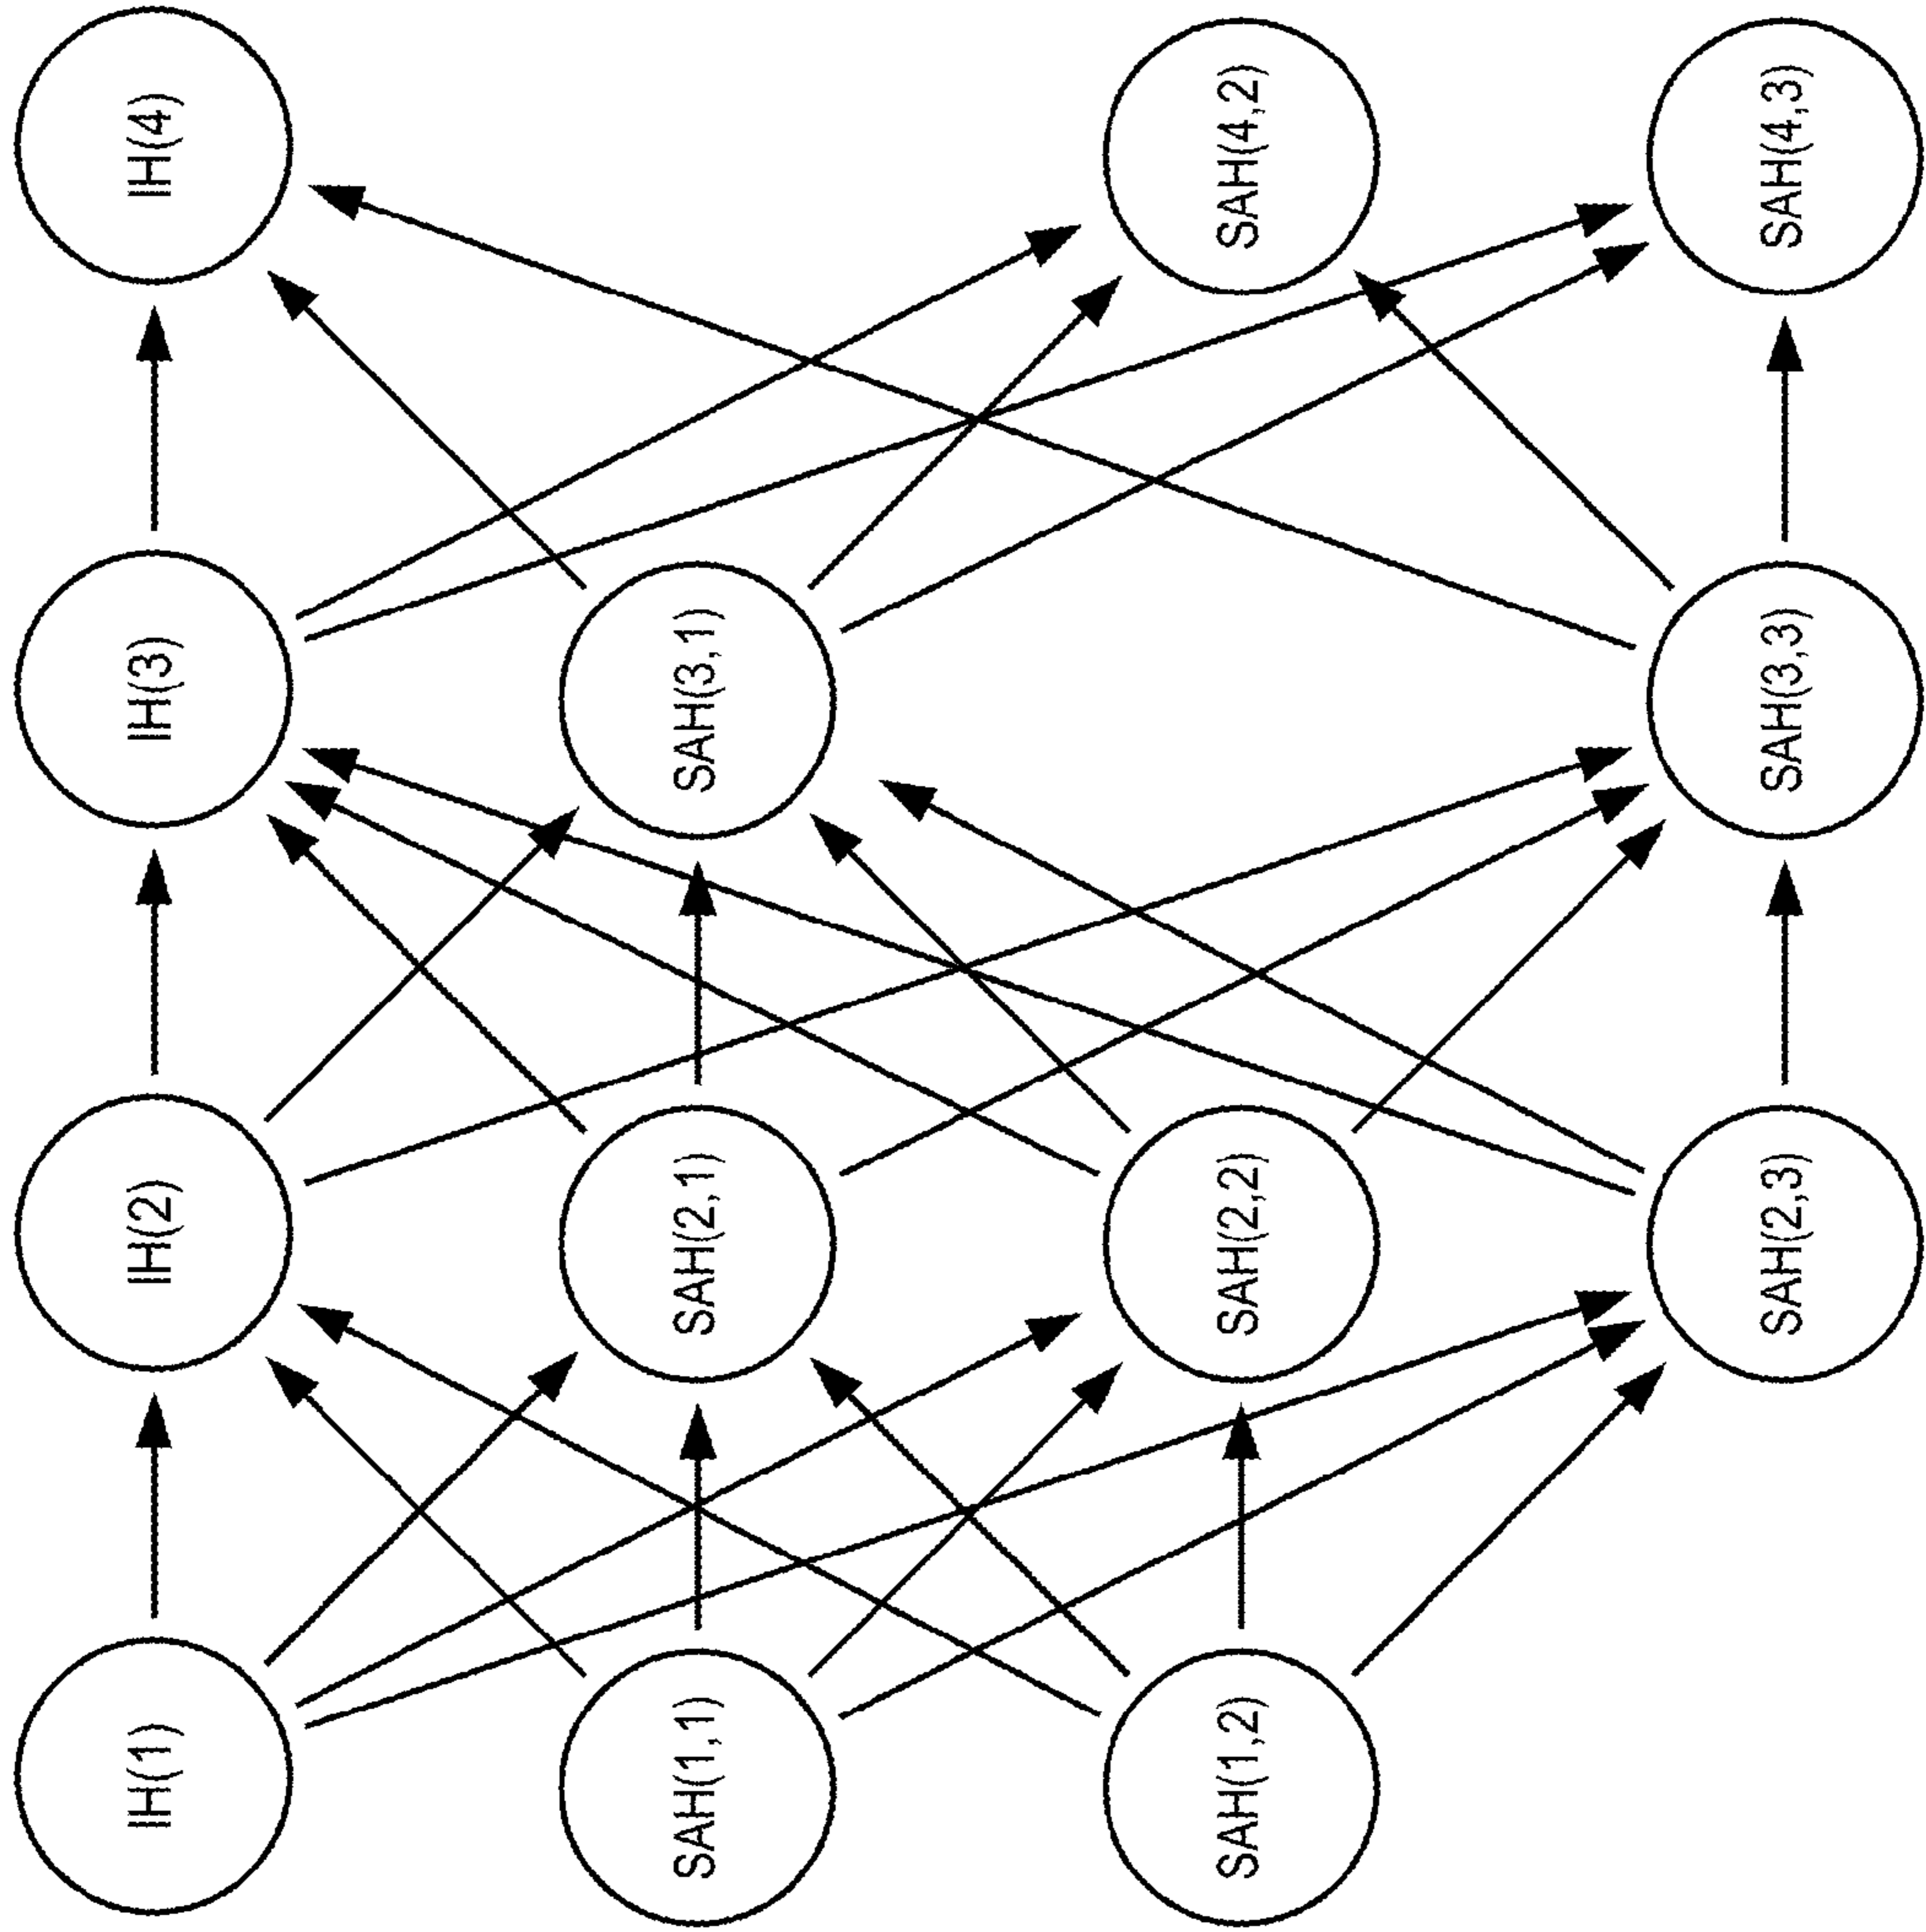 IH(1)
IH(2)
IH(3)
IH(4)
SAH(1,1)
SAH(2,1)
SAH(3,1)
SAH(1,2)
SAH(2,2)
SAH(4,2)
SAH(2,3)
SAH(3,3)
SAH(4,3)